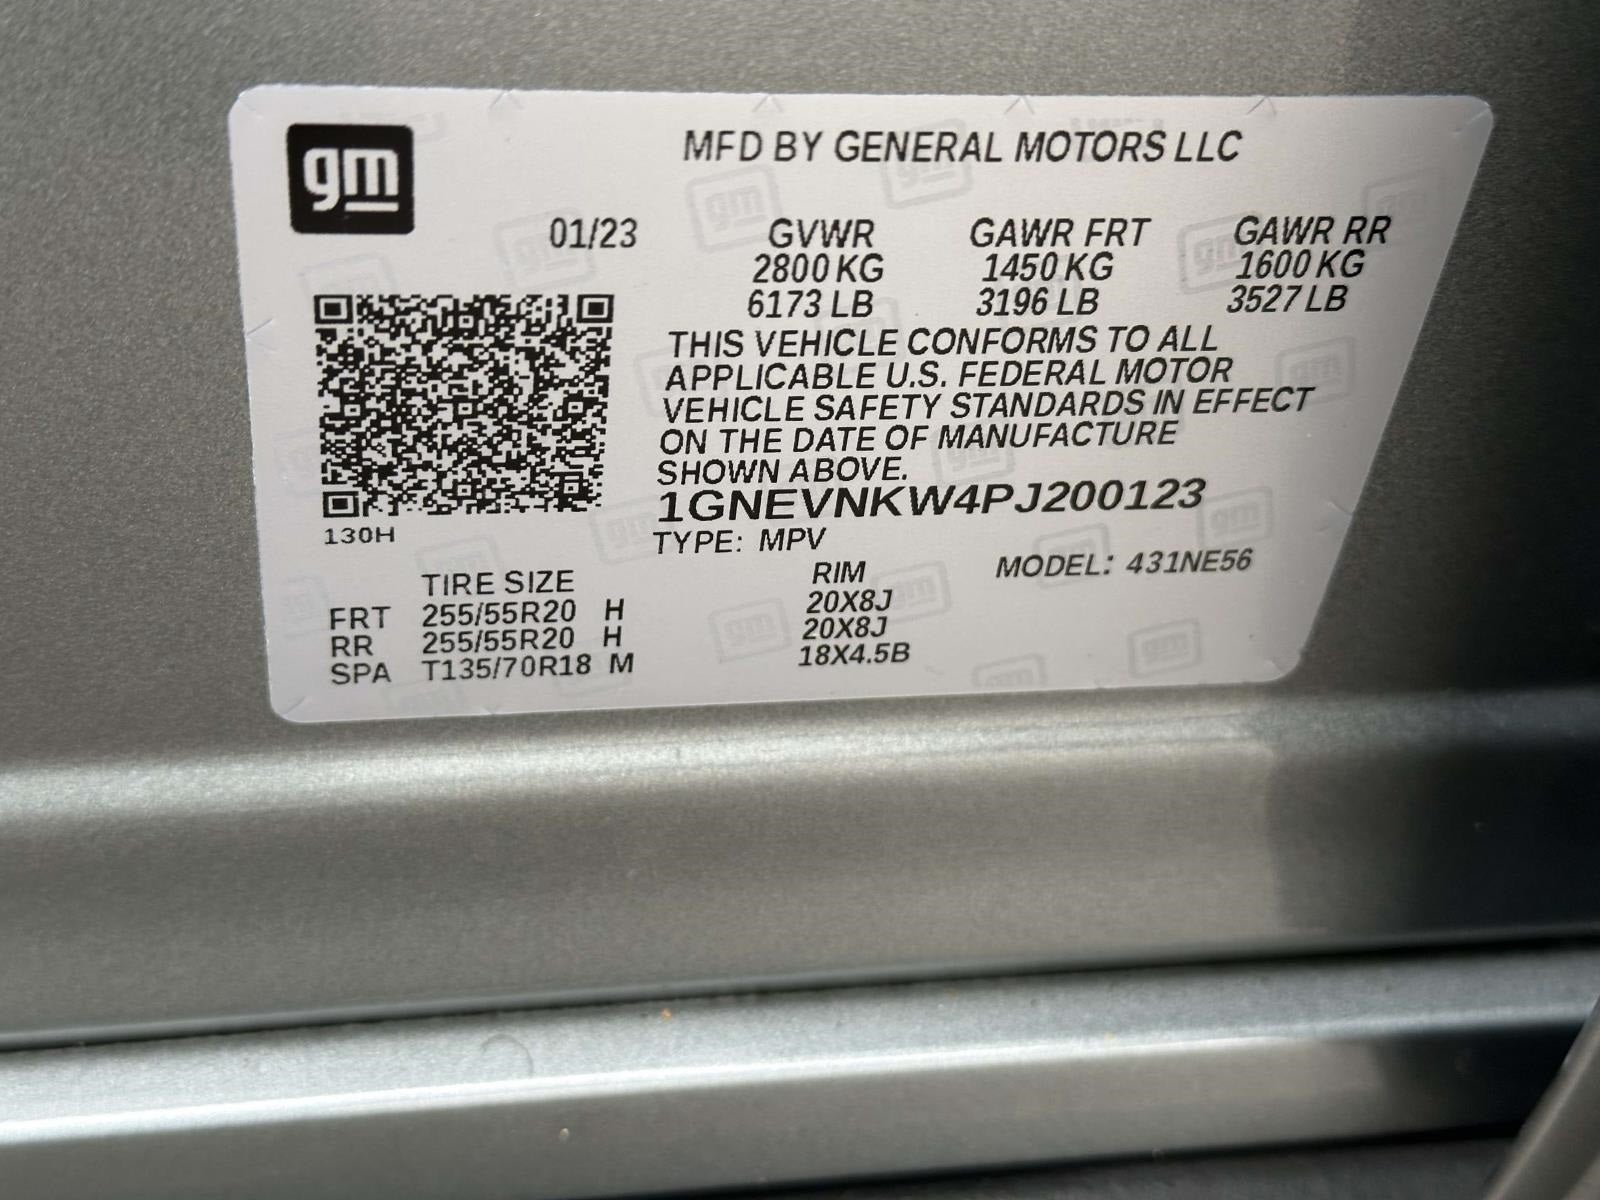 gm
MFD BY GENERAL MOTORS LLC
01/23 GVWR GAWR FRT GAWR RR
2800 KG 1450 KG 1600 KG
6173 LB 3196 LB 3527 LB
THIS VEHICLE CONFORMS TO ALL
APPLICABLE U.S. FEDERAL MOTOR
VEHICLE SAFETY STANDARDS IN EFFECT
ON THE DATE OF MANUFACTURE
SHOWN ABOVE.
1GNEVNKW4PJ200123
130H
TYPE: MPV
MODEL: 431NE56
TIRE SIZE RIM
FRT 255/55R20 H 20X8J
RR 255/55R20 H 20X8J
SPA T135/70R18 M 18X4.5B